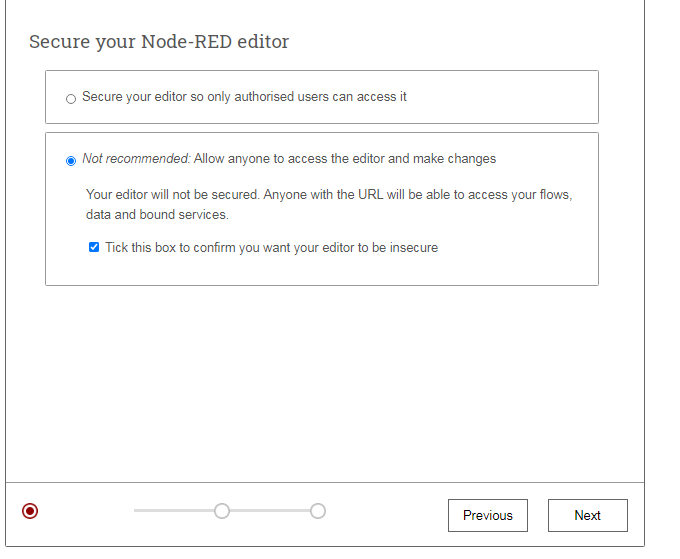 Secure your Node-RED editor
Secure your editor so only authorised users can access it
Not recommended: Allow anyone to access the editor and make changes
Your editor will not be secured. Anyone with the URL will be able to access your flows,
data and bound services.
Tick this box to confirm you want your editor to be insecure
Previous
Next